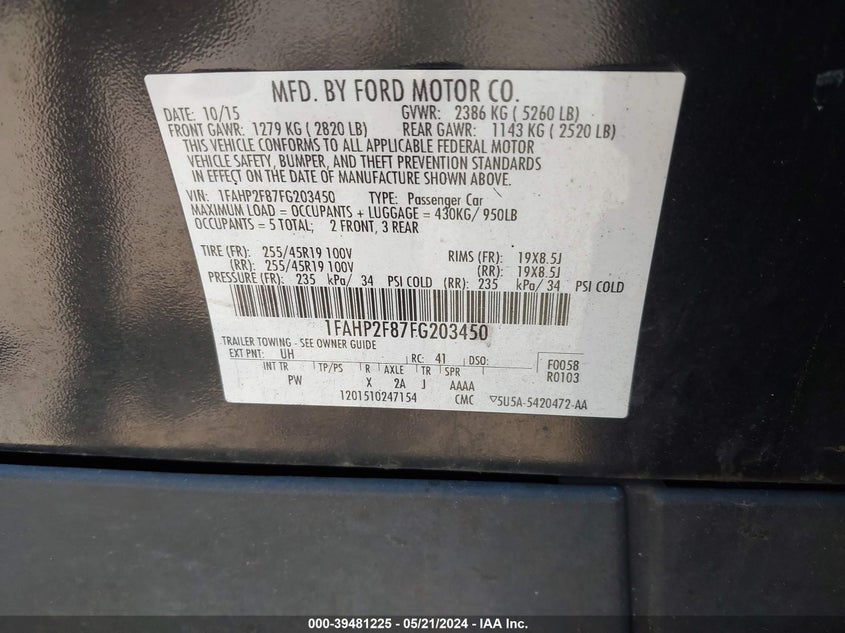 MFD. BY FORD MOTOR CO.
DATE: 10/15 GVWR: 2386 KG ( 5260 LB)
FRONT GAWR: 1279 KG ( 2820 LB) REAR GAWR: 1143 KG ( 2520 LB)
THIS VEHICLE CONFORMS TO ALL APPLICABLE FEDERAL MOTOR
VEHICLE SAFETY, BUMPER, AND THEFT PREVENTION STANDARDS
IN EFFECT ON THE DATE OF MANUFACTURE SHOWN ABOVE.
VIN: 1FAHP2F87FG203450 TYPE: Passenger Car
MAXIMUM LOAD = OCCUPANTS + LUGGAGE = 430KG/ 950LB
OCCUPANTS = 5 TOTAL; 2 FRONT, 3 REAR
TIRE (FR): 255/45R19 100V RIMS (FR): 19X8.5J
(RR): 255/45R19 100V (RR): 19X8.5J
PRESSURE (FR): 235 kPa/ 34 PSI COLD (RR): 235 kPa/ 34 PSI COLD
1FAHP2F87FG203450
TRAILER TOWING - SEE OWNER GUIDE
EXT PNT: UH RC: 41 DSO: F0058
INT TR TP/PS R AXLE TR SPR R0103
PW X 2A J AAAA
1201510247154 CMC ▽5U5A-5420472-AA
000-39481225 - 05/21/2024 - IAA Inc.